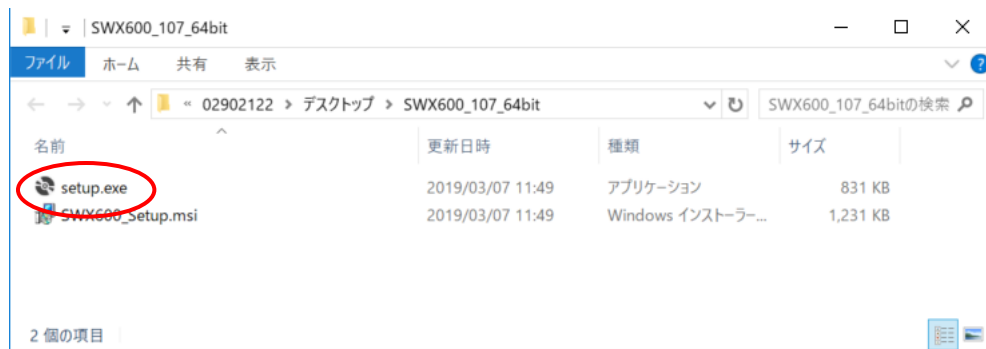 SWX600_107_64bit
ファイル ホーム 共有 表示
« 02902122 › デスクトップ › SWX600_107_64bit SWX600_107_64bitの検索
名前 更新日時 種類 サイズ
setup.exe 2019/03/07 11:49 アプリケーション 831 KB
SWX600_Setup.msi 2019/03/07 11:49 Windows インストーラー... 1,231 KB
2 個の項目